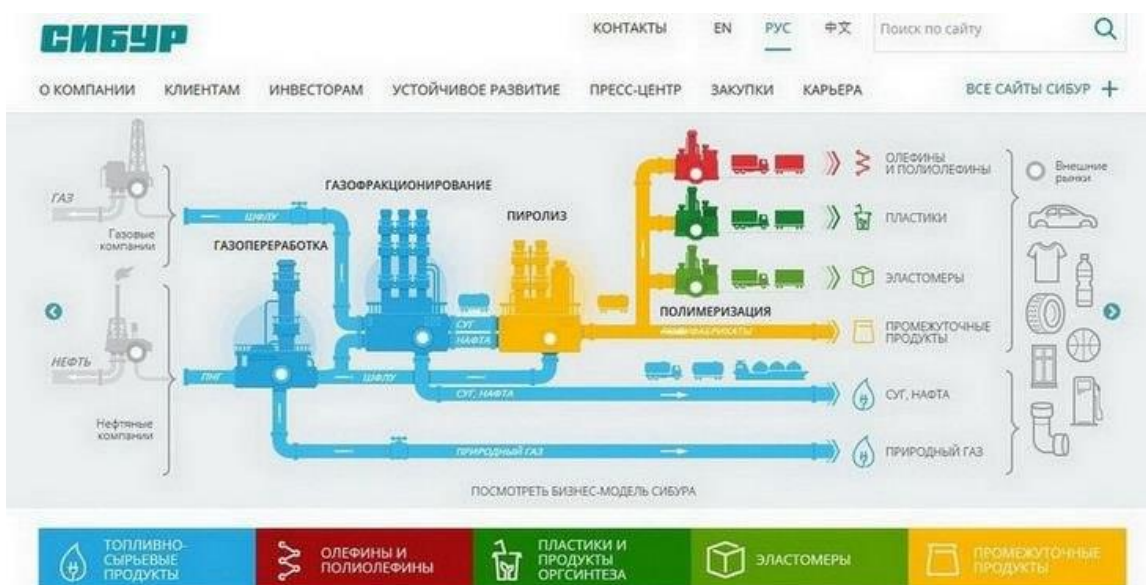 СИБУР
КОНТАКТЫ EN РУС 中文 Поиск по сайту
О КОМПАНИИ КЛИЕНТАМ ИНВЕСТОРАМ УСТОЙЧИВОЕ РАЗВИТИЕ ПРЕСС-ЦЕНТР ЗАКУПКИ КАРЬЕРА ВСЕ САЙТЫ СИБУР +
ГАЗ
Газовые
компании
НЕФТЬ
Нефтяные
компании
ШФЛУ
ГАЗОПЕРЕРАБОТКА
ГАЗОФРАКЦИОНИРОВАНИЕ
ПИРОЛИЗ
ПНГ
ШФЛУ
СУГ
НАФТА
СУГ, НАФТА
ПРИРОДНЫЙ ГАЗ
ПОЛИМЕРИЗАЦИЯ
ПОЛУФАБРИКАТЫ
ОЛЕФИНЫ
И ПОЛИОЛЕФИНЫ
ПЛАСТИКИ
ЭЛАСТОМЕРЫ
ПРОМЕЖУТОЧНЫЕ
ПРОДУКТЫ
СУГ, НАФТА
ПРИРОДНЫЙ ГАЗ
Внешние
рынки
ПОСМОТРЕТЬ БИЗНЕС-МОДЕЛЬ СИБУРА
ТОПЛИВНО-
СЫРЬЕВЫЕ
ПРОДУКТЫ
ОЛЕФИНЫ И
ПОЛИОЛЕФИНЫ
ПЛАСТИКИ И
ПРОДУКТЫ
ОРГСИНТЕЗА
ЭЛАСТОМЕРЫ
ПРОМЕЖУТОЧНЫЕ
ПРОДУКТЫ